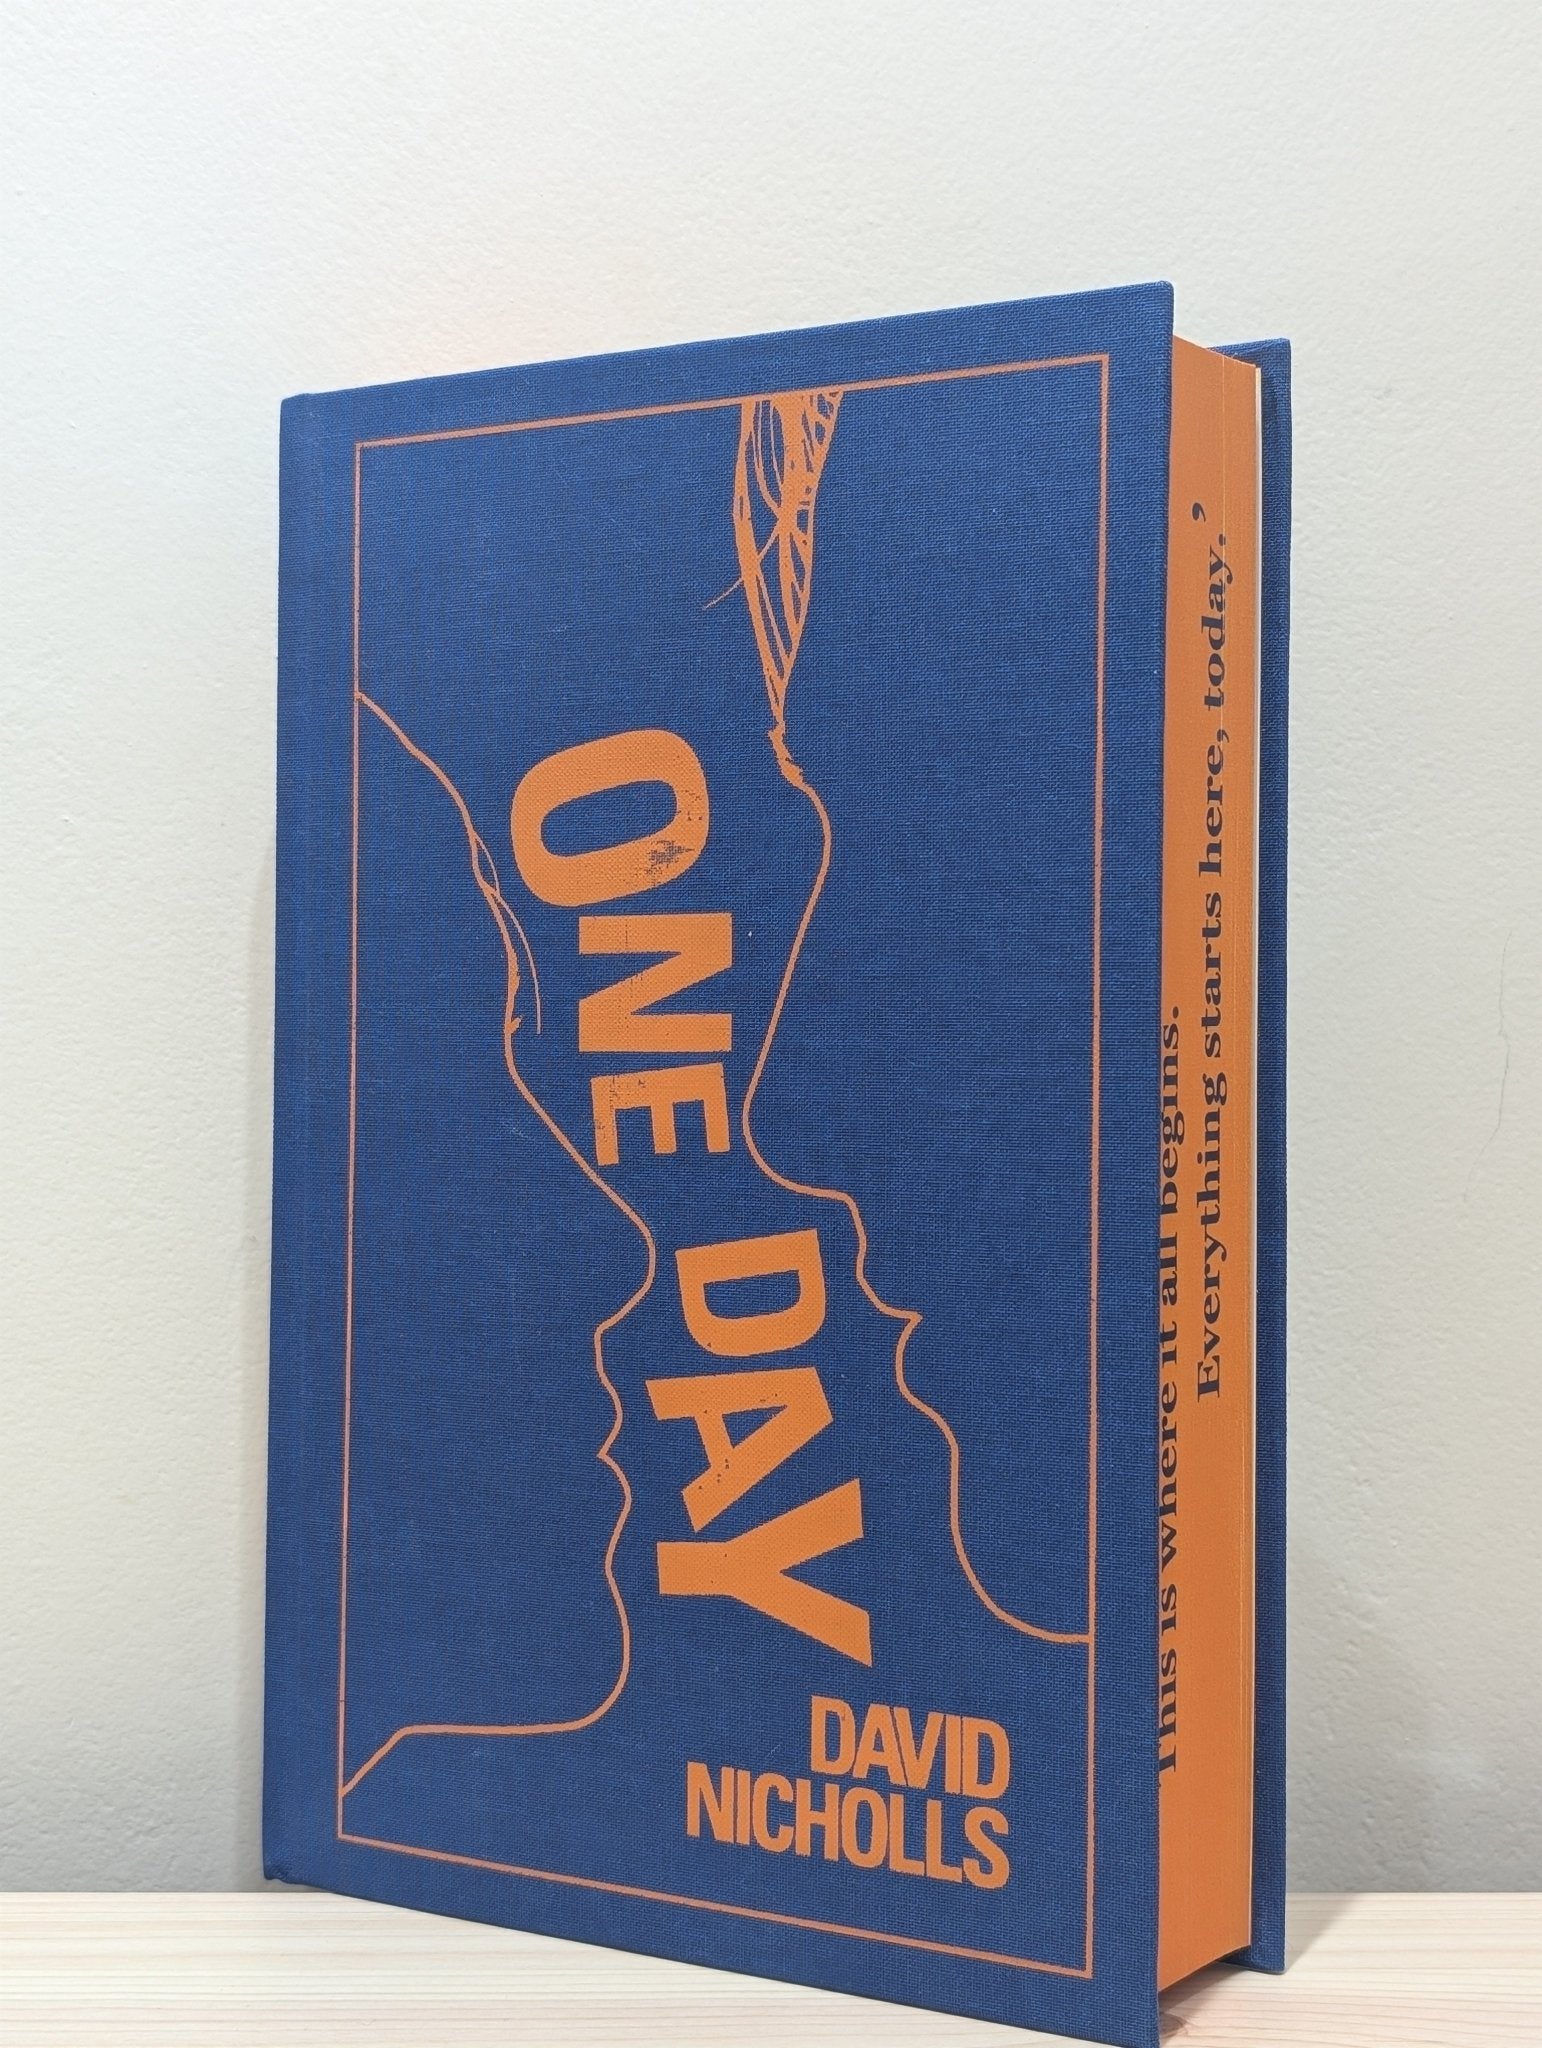 ONE DAY
DAVID
NICHOLLS
This is where it all begins.
Everything starts here, today.’